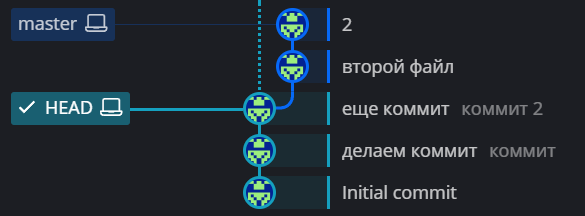 master 2
второй файл
HEAD еще коммит коммит 2
делаем коммит коммит
Initial commit